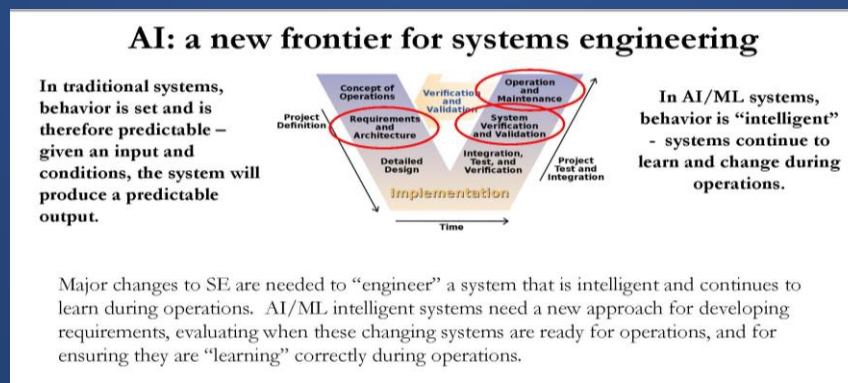 AI: a new frontier for systems engineering
In traditional systems,
behavior is set and is
therefore predictable –
given an input and
conditions, the system will
produce a predictable
output.
Concept of
Operations
Verification
and
Validation
Operation
and
Maintenance
Project
Definition
Requirements
and
Architecture
System
Verification
and Validation
Detailed
Design
Integration,
Test, and
Verification
Project
Test and
Integration
Implementation
Time
In AI/ML systems,
behavior is “intelligent”
- systems continue to
learn and change during
operations.
Major changes to SE are needed to “engineer” a system that is intelligent and continues to
learn during operations. AI/ML intelligent systems need a new approach for developing
requirements, evaluating when these changing systems are ready for operations, and for
ensuring they are “learning” correctly during operations.